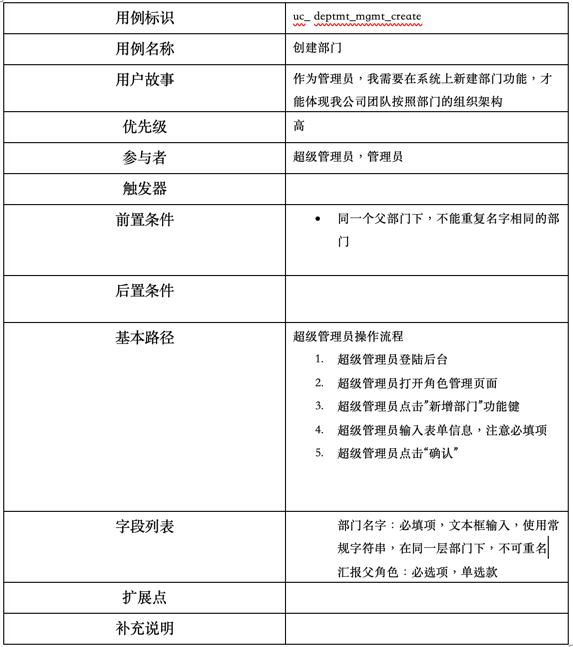 用例标识
uc_ deptmt_mgmt_create
用例名称
创建部门
用户故事
作为管理员，我需要在系统上新建部门功能，才
能体现我公司团队按照部门的组织架构
优先级
高
参与者
超级管理员，管理员
触发器
前置条件
• 同一个父部门下，不能重复名字相同的部
门
后置条件
基本路径
超级管理员操作流程
1. 超级管理员登陆后台
2. 超级管理员打开角色管理页面
3. 超级管理员点击"新增部门"功能键
4. 超级管理员输入表单信息，注意必填项
5. 超级管理员点击“确认”
字段列表
部门名字：必填项，文本框输入，使用常
规字符串，在同一层部门下，不可重名
汇报父角色：必选项，单选款
扩展点
补充说明